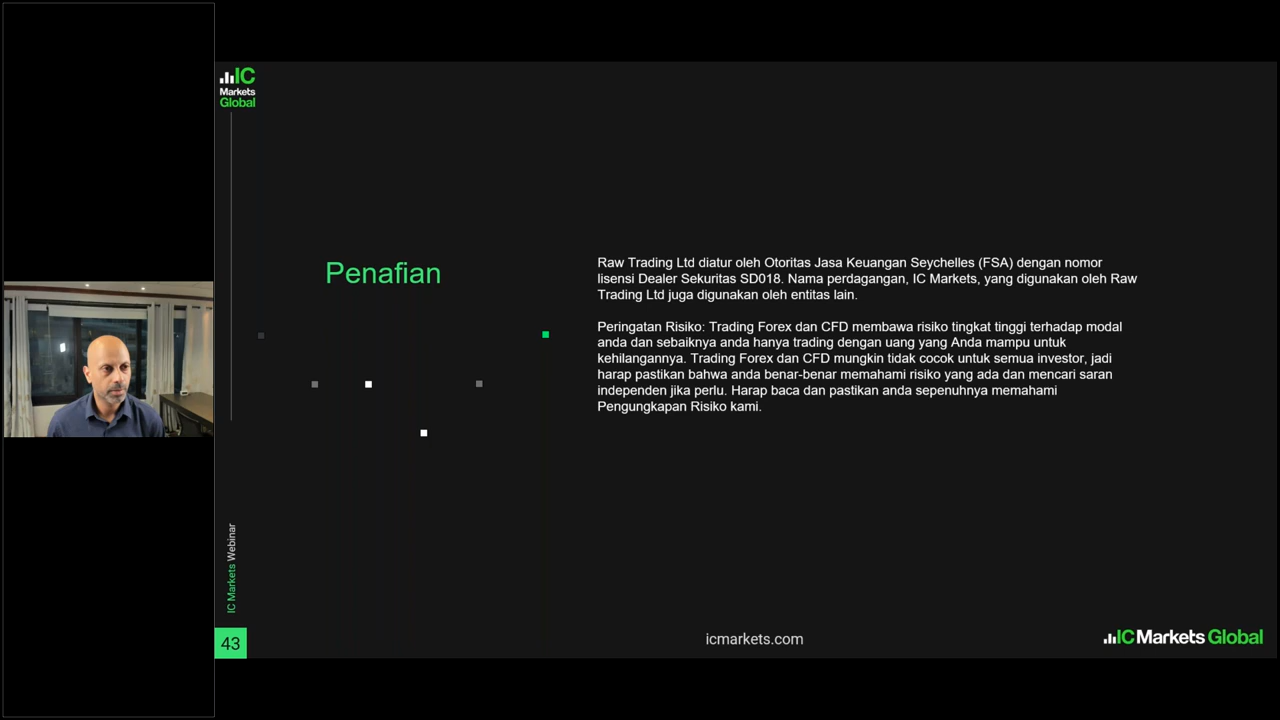 IC
Markets
Global
Penafian
Raw Trading Ltd diatur oleh Otoritas Jasa Keuangan Seychelles (FSA) dengan nomor
lisensi Dealer Sekuritas SD018. Nama perdagangan, IC Markets, yang digunakan oleh Raw
Trading Ltd juga digunakan oleh entitas lain.
Peringatan Risiko: Trading Forex dan CFD membawa risiko tingkat tinggi terhadap modal
anda dan sebaiknya anda hanya trading dengan uang yang Anda mampu untuk
kehilangannya. Trading Forex dan CFD mungkin tidak cocok untuk semua investor, jadi
harap pastikan bahwa anda benar-benar memahami risiko yang ada dan mencari saran
independen jika perlu. Harap baca dan pastikan anda sepenuhnya memahami
Pengungkapan Risiko kami.
IC Markets Webinar
43
icmarkets.com
IC Markets Global